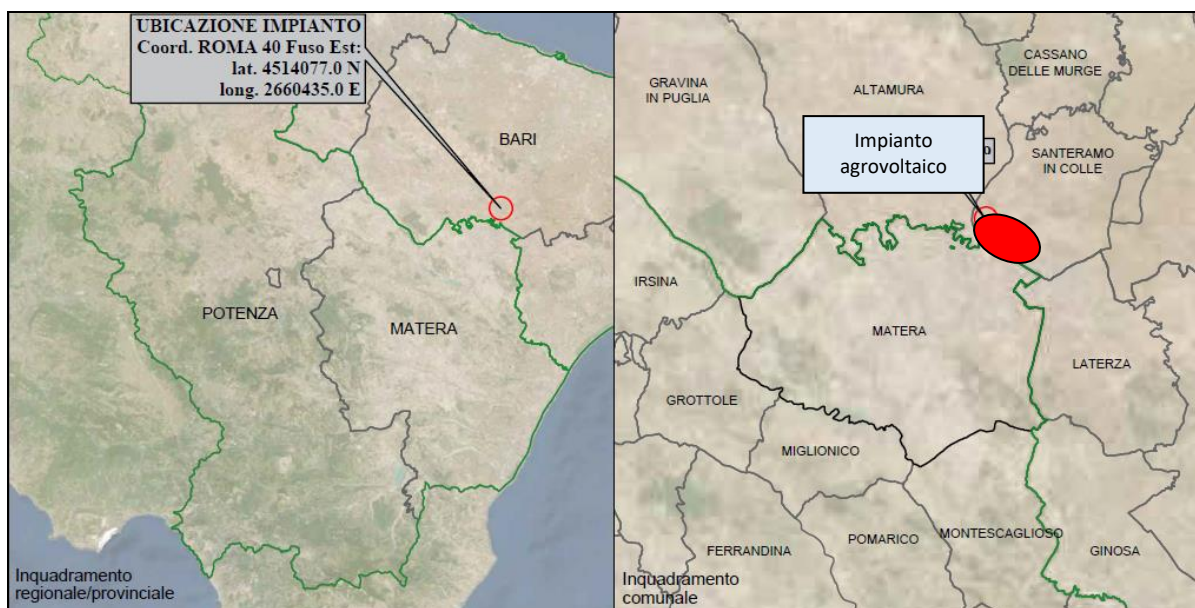 UBICAZIONE IMPIANTO
Coord. ROMA 40 Fuso Est:
lat. 4514077.0 N
long. 2660435.0 E
BARI
POTENZA
MATERA
Inquadramento
regionale/provinciale
CASSANO
DELLE MURGE
GRAVINA
IN PUGLIA
ALTAMURA
Impianto
agrovoltaico
SANTERAMO
IN COLLE
IRSINA
MATERA
LATERZA
GROTTOLE
MIGLIONICO
MONTESCAGLIOSO
POMARICO
FERRANDINA
GINOSA
Inquadramento
comunale